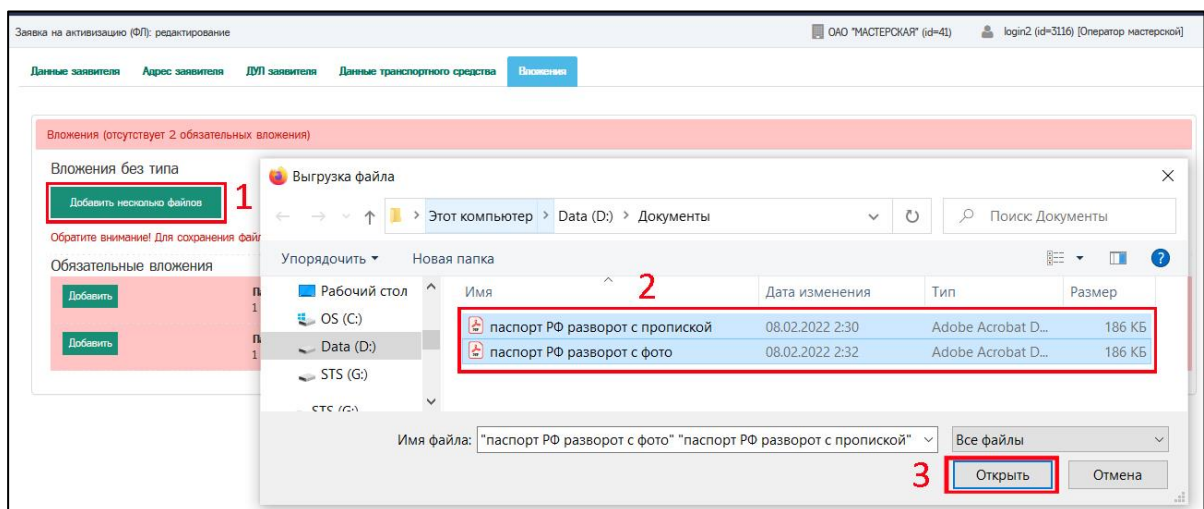 Заявка на активизацию (ФЛ): редактирование ОАО "МАСТЕРСКАЯ" (id=41) login2 (id=3116) [Оператор мастерской]
Данные заявителя Адрес заявителя ДУЛ заявителя Данные транспортного средства Вложения
Вложения (отсутствует 2 обязательных вложения)
Вложения без типа
Добавить несколько файлов 1
Обратите внимание! Для сохранения
Обязательные вложения
Добавить
1
Добавить
1
Выгрузка файла
Этот компьютер > Data (D:) > Документы Поиск: Документы
Упорядочить Новая папка
Рабочий стол
OS (C:)
Data (D:)
STS (G:)
STS (G:)
2
Имя Дата изменения Тип Размер
паспорт РФ разворот с пропиской 08.02.2022 2:30 Adobe Acrobat D... 186 КБ
паспорт РФ разворот с фото 08.02.2022 2:32 Adobe Acrobat D... 186 КБ
Имя файла: "паспорт РФ разворот с фото" "паспорт РФ разворот с пропиской" Все файлы
3 Открыть Отмена